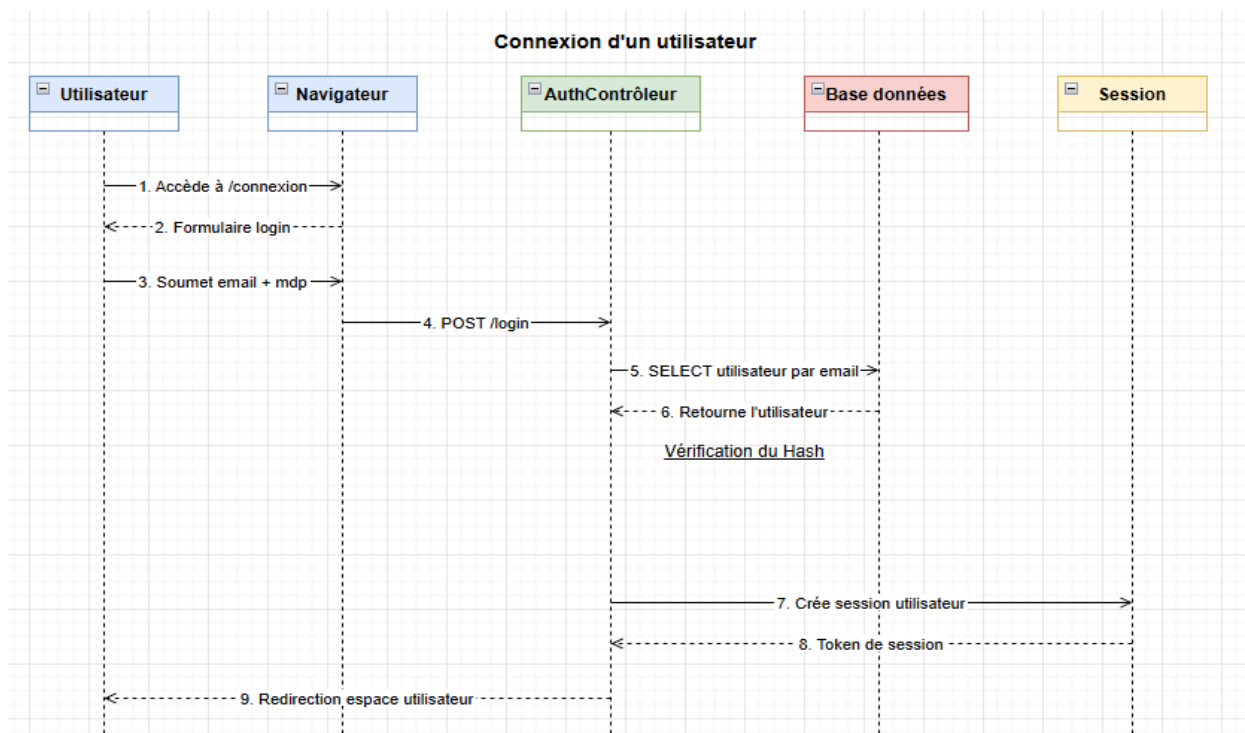 Connexion d'un utilisateur
Utilisateur
Navigateur
AuthContrôleur
Base données
Session
1. Accède à /connexion
2. Formulaire login
3. Soumet email + mdp
4. POST /login
5. SELECT utilisateur par email
6. Retourne l'utilisateur
Vérification du Hash
7. Crée session utilisateur
8. Token de session
9. Redirection espace utilisateur